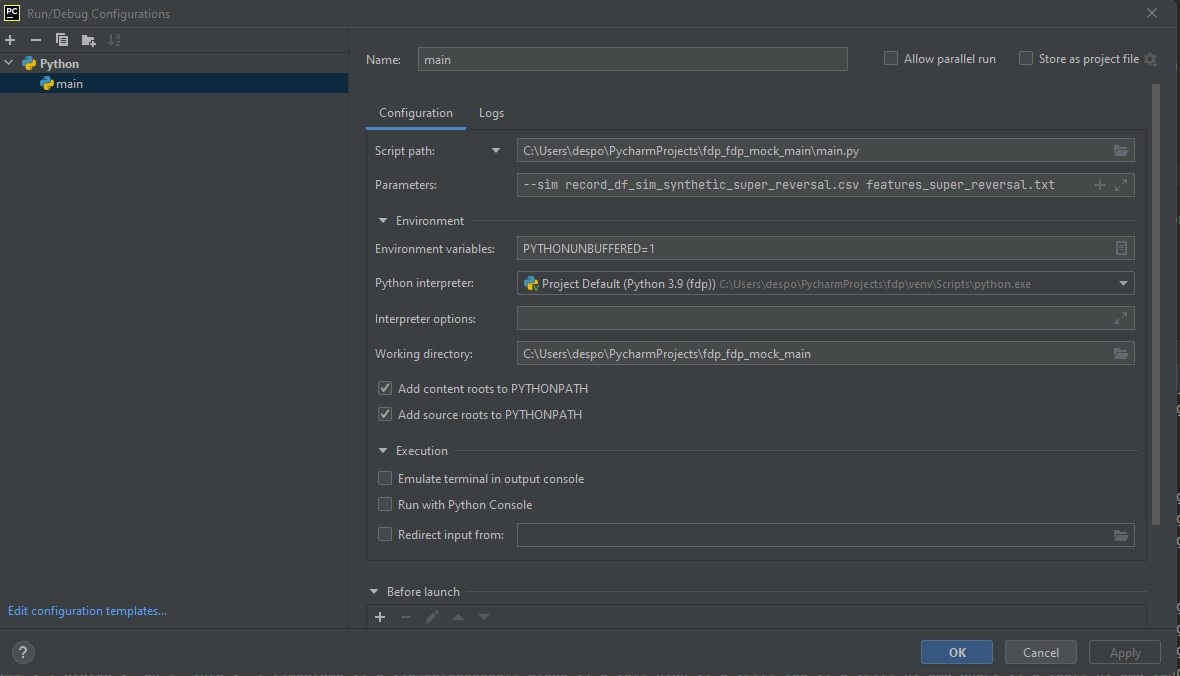 PC Run/Debug Configurations
Python
main
Edit configuration templates...
Name: main
Allow parallel run
Store as project file
Configuration Logs
Script path: C:\Users\despo\PycharmProjects\fdp_fdp_mock_main\main.py
Parameters: --sim record_df_sim_synthetic_super_reversal.csv features_super_reversal.txt
Environment
Environment variables: PYTHONUNBUFFERED=1
Python interpreter: Project Default (Python 3.9 (fdp)) C:\Users\despo\PycharmProjects\fdp\venv\Scripts\python.exe
Interpreter options:
Working directory: C:\Users\despo\PycharmProjects\fdp_fdp_mock_main
Add content roots to PYTHONPATH
Add source roots to PYTHONPATH
Execution
Emulate terminal in output console
Run with Python Console
Redirect input from:
Before launch
? OK Cancel Apply